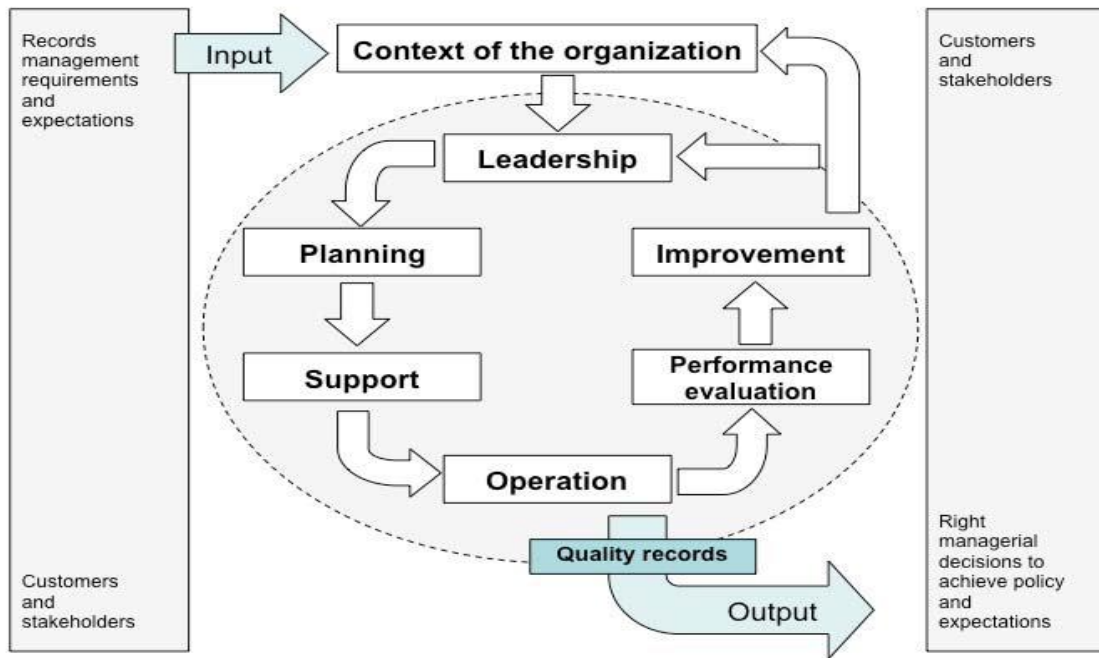 Records
management
requirements
and
expectations
Customers
and
stakeholders
Input
Context of the organization
Leadership
Planning
Support
Operation
Performance
evaluation
Improvement
Quality records
Output
Customers
and
stakeholders
Right
managerial
decisions to
achieve policy
and
expectations